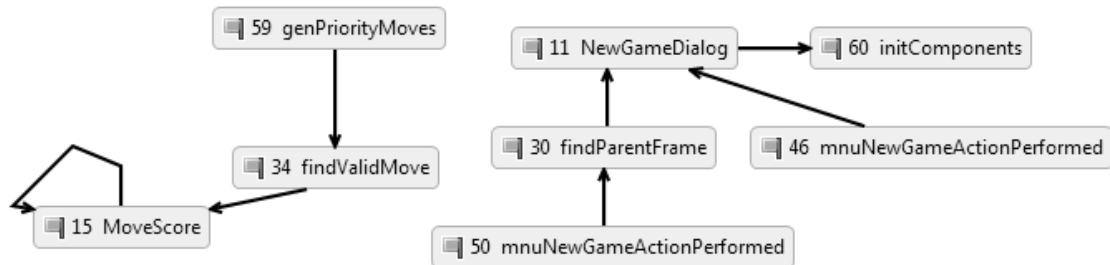 59 genPriorityMoves
11 NewGameDialog
60 initComponents
30 findParentFrame
46 mnuNewGameActionPerformed
34 findValidMove
15 MoveScore
50 mnuNewGameActionPerformed